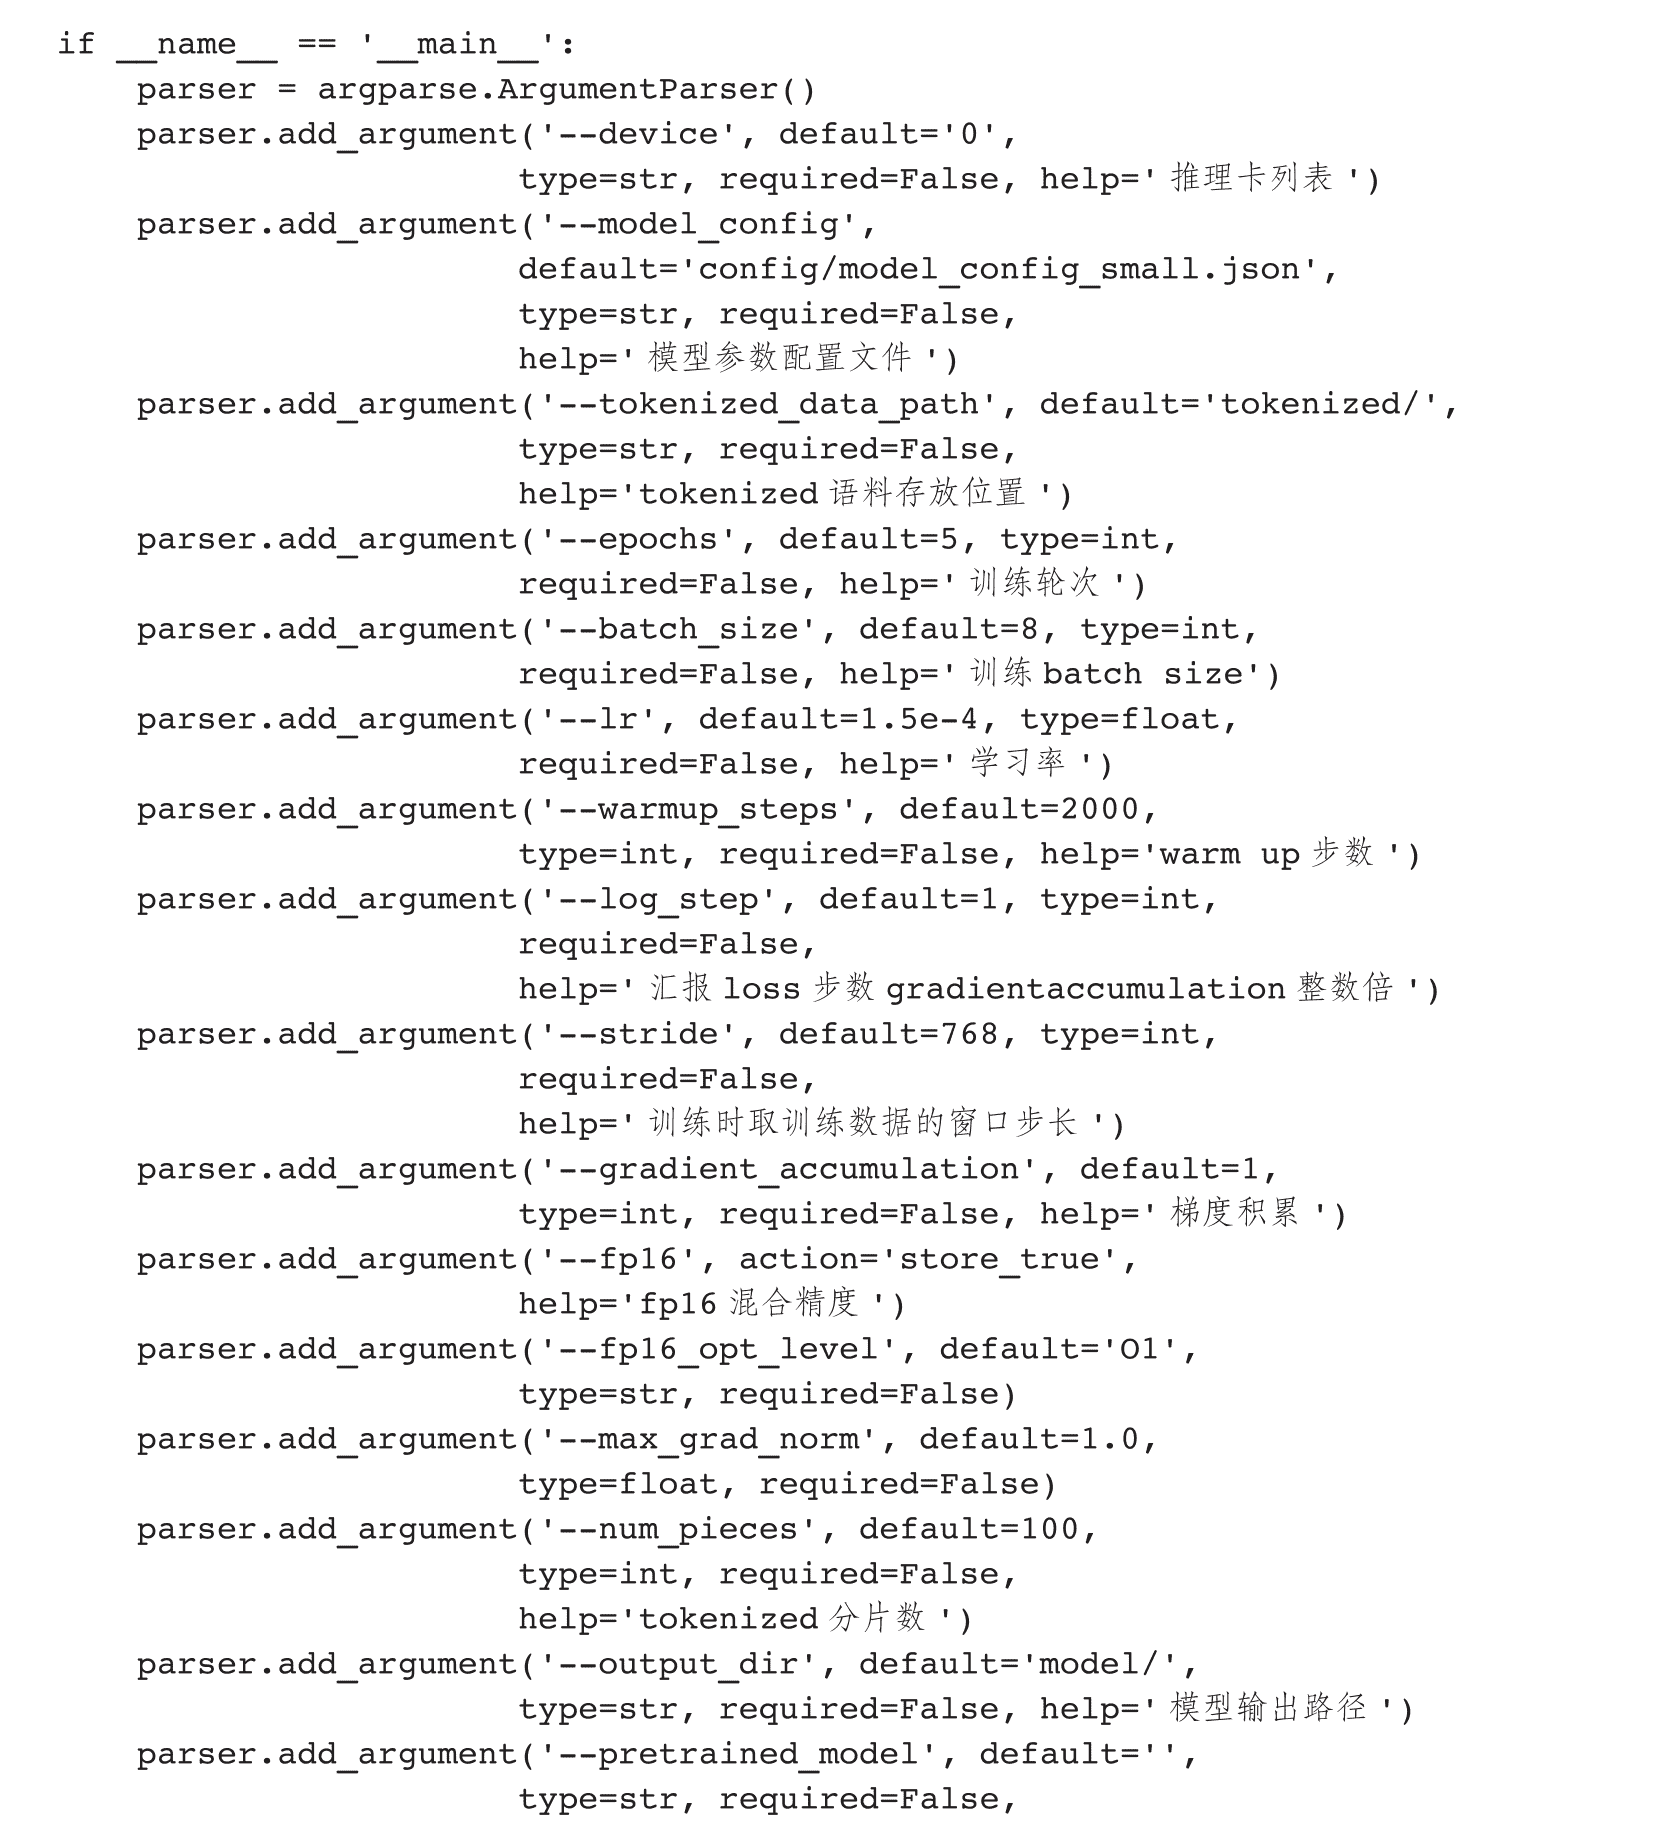 if __name__ == '__main__':
    parser = argparse.ArgumentParser()
    parser.add_argument('--device', default='0',
                       type=str, required=False, help=' 推理卡列表 ')
    parser.add_argument('--model_config',
                       default='config/model_config_small.json',
                       type=str, required=False,
                       help=' 模型参数配置文件 ')
    parser.add_argument('--tokenized_data_path', default='tokenized/',
                       type=str, required=False,
                       help='tokenized 语料存放位置 ')
    parser.add_argument('--epochs', default=5, type=int,
                       required=False, help=' 训练轮次 ')
    parser.add_argument('--batch_size', default=8, type=int,
                       required=False, help=' 训练 batch size')
    parser.add_argument('--lr', default=1.5e-4, type=float,
                       required=False, help=' 学习率 ')
    parser.add_argument('--warmup_steps', default=2000,
                       type=int, required=False, help='warm up 步数 ')
    parser.add_argument('--log_step', default=1, type=int,
                       required=False,
                       help=' 汇报 loss 步数 gradientaccumulation 整数倍 ')
    parser.add_argument('--stride', default=768, type=int,
                       required=False,
                       help=' 训练时取训练数据的窗口步长 ')
    parser.add_argument('--gradient_accumulation', default=1,
                       type=int, required=False, help=' 梯度积累 ')
    parser.add_argument('--fp16', action='store_true',
                       help='fp16 混合精度 ')
    parser.add_argument('--fp16_opt_level', default='O1',
                       type=str, required=False)
    parser.add_argument('--max_grad_norm', default=1.0,
                       type=float, required=False)
    parser.add_argument('--num_pieces', default=100,
                       type=int, required=False,
                       help='tokenized 分片数 ')
    parser.add_argument('--output_dir', default='model/',
                       type=str, required=False, help=' 模型输出路径 ')
    parser.add_argument('--pretrained_model', default='',
                       type=str, required=False,